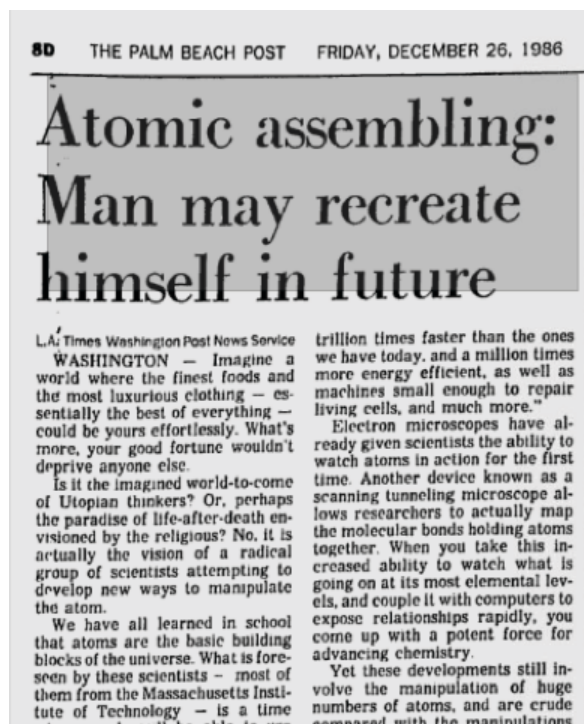 8D THE PALM BEACH POST FRIDAY, DECEMBER 26, 1986
Atomic assembling:
Man may recreate
himself in future
L.A. Times Washington Post News Service
WASHINGTON — Imagine a
world where the finest foods and
the most luxurious clothing — es-
sentially the best of everything —
could be yours effortlessly. What's
more, your good fortune wouldn't
deprive anyone else.
Is it the imagined world-to-come
of Utopian thinkers? Or, perhaps
the paradise of life-after-death en-
visioned by the religious? No, it is
actually the vision of a radical
group of scientists attempting to
develop new ways to manipulate
the atom.
We have all learned in school
that atoms are the basic building
blocks of the universe. What is fore-
seen by these scientists — most of
them from the Massachusetts Insti-
tute of Technology — is a time
trillion times faster than the ones
we have today, and a million times
more energy efficient, as well as
machines small enough to repair
living cells, and much more."
Electron microscopes have al-
ready given scientists the ability to
watch atoms in action for the first
time. Another device known as a
scanning tunneling microscope al-
lows researchers to actually map
the molecular bonds holding atoms
together. When you take this in-
creased ability to watch what is
going on at its most elemental lev-
els, and couple it with computers to
expose relationships rapidly, you
come up with a potent force for
advancing chemistry.
Yet these developments still in-
volve the manipulation of huge
numbers of atoms, and are crude
compared with the manipulations